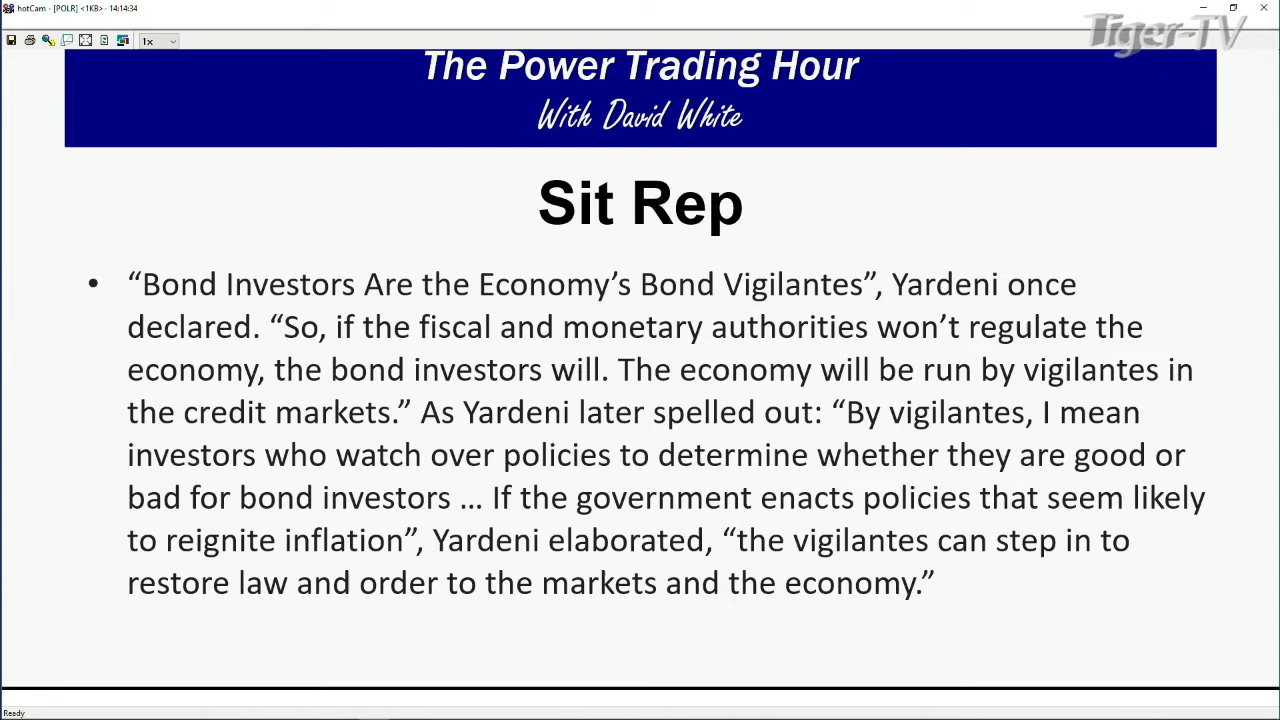 hotCam - [POLR] <1KB> - 14:14:34
Tiger-TV
1x
The Power Trading Hour
With David White
Sit Rep
• “Bond Investors Are the Economy’s Bond Vigilantes”, Yardeni once
declared. “So, if the fiscal and monetary authorities won’t regulate the
economy, the bond investors will. The economy will be run by vigilantes in
the credit markets.” As Yardeni later spelled out: “By vigilantes, I mean
investors who watch over policies to determine whether they are good or
bad for bond investors … If the government enacts policies that seem likely
to reignite inflation”, Yardeni elaborated, “the vigilantes can step in to
restore law and order to the markets and the economy.”
Ready